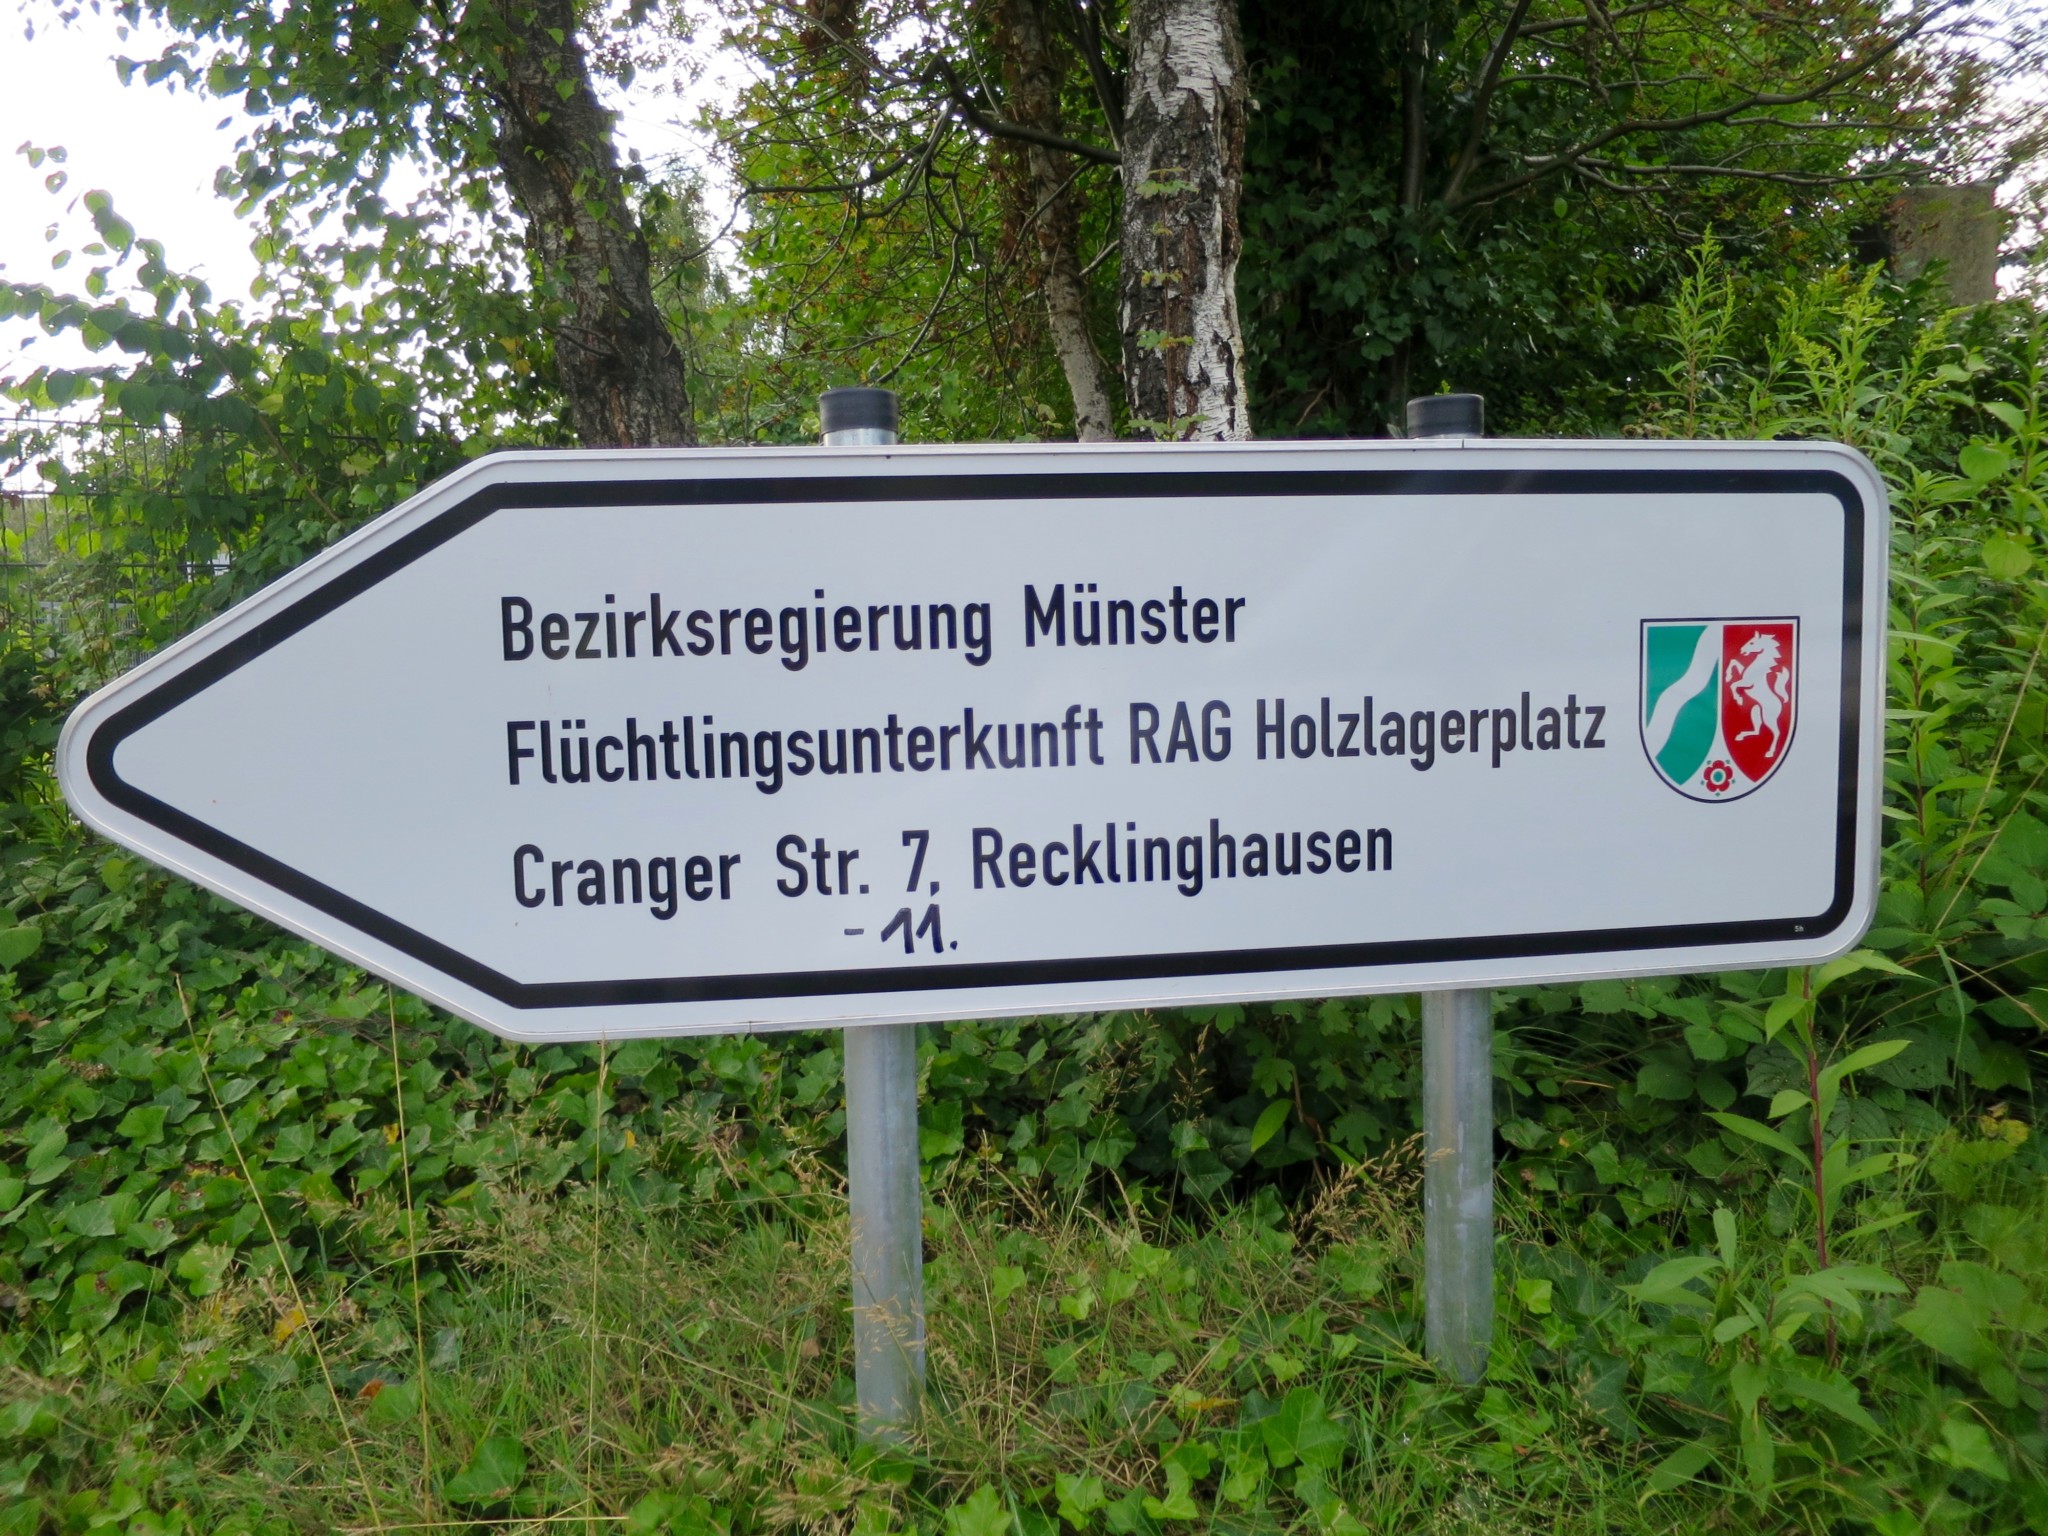 Bezirksregierung Münster
Flüchtlingsunterkunft RAG Holzlagerplatz
Cranger Str. 7, Recklinghausen
- 11.